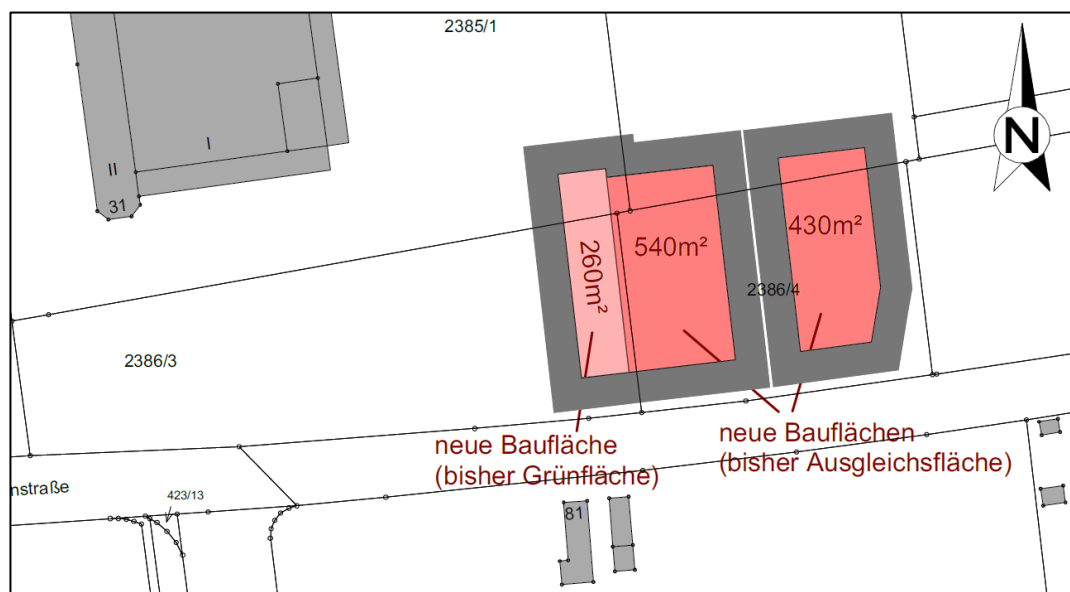 2385/1
N
I
II
31
260m²
540m²
430m²
2386/4
2386/3
neue Baufläche
(bisher Grünfläche)
neue Bauflächen
(bisher Ausgleichsfläche)
nstraße
423/13
81